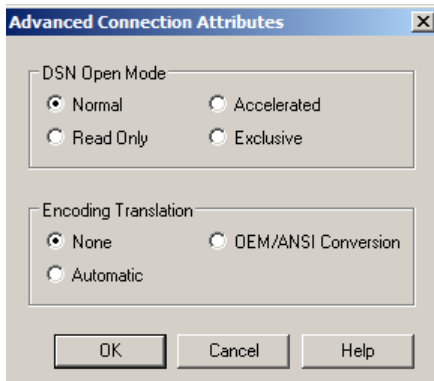 Advanced Connection Attributes
DSN Open Mode
Normal Accelerated
Read Only Exclusive
Encoding Translation
None OEM/ANSI Conversion
Automatic
OK Cancel Help